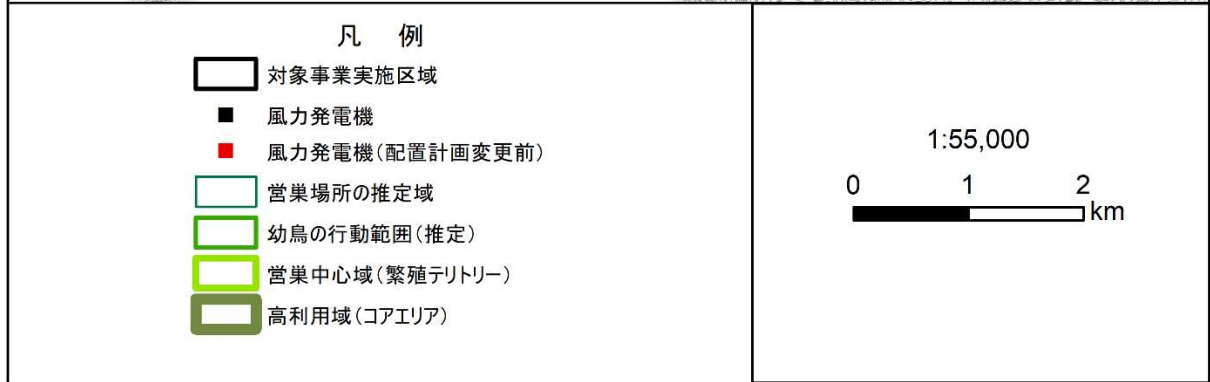 凡　例
対象事業実施区域
風力発電機
風力発電機(配置計画変更前)
営巣場所の推定域
幼鳥の行動範囲(推定)
営巣中心域(繁殖テリトリー)
高利用域(コアエリア)
1:55,000
0 1 2
km